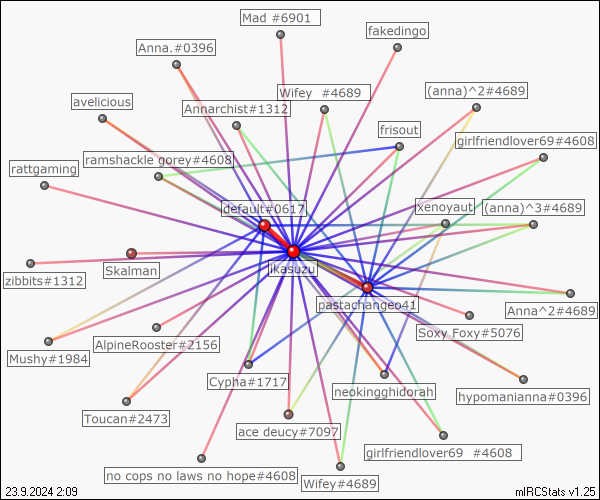 Mad #6901
fakedingo
Anna.#0396
Wifey  #4689
(anna)^2#4689
avelicious
Annarchist#1312
frisout
girlfriendlover69#4608
ramshackle gorey#4608
rattgaming
default#0617
xenoyaut
(anna)^3#4689
ikasuzu
Skalman
zibbits#1312
pastachangeo41
Anna^2#4689
Soxy Foxy#5076
AlpineRooster#2156
Mushy#1984
Cypha#1717
neokingghidorah
hypomanianna#0396
Toucan#2473
ace deucy#7097
girlfriendlover69  #4608
no cops no laws no hope#4608
Wifey#4689
23.9.2024 2:09
mIRCStats v1.25